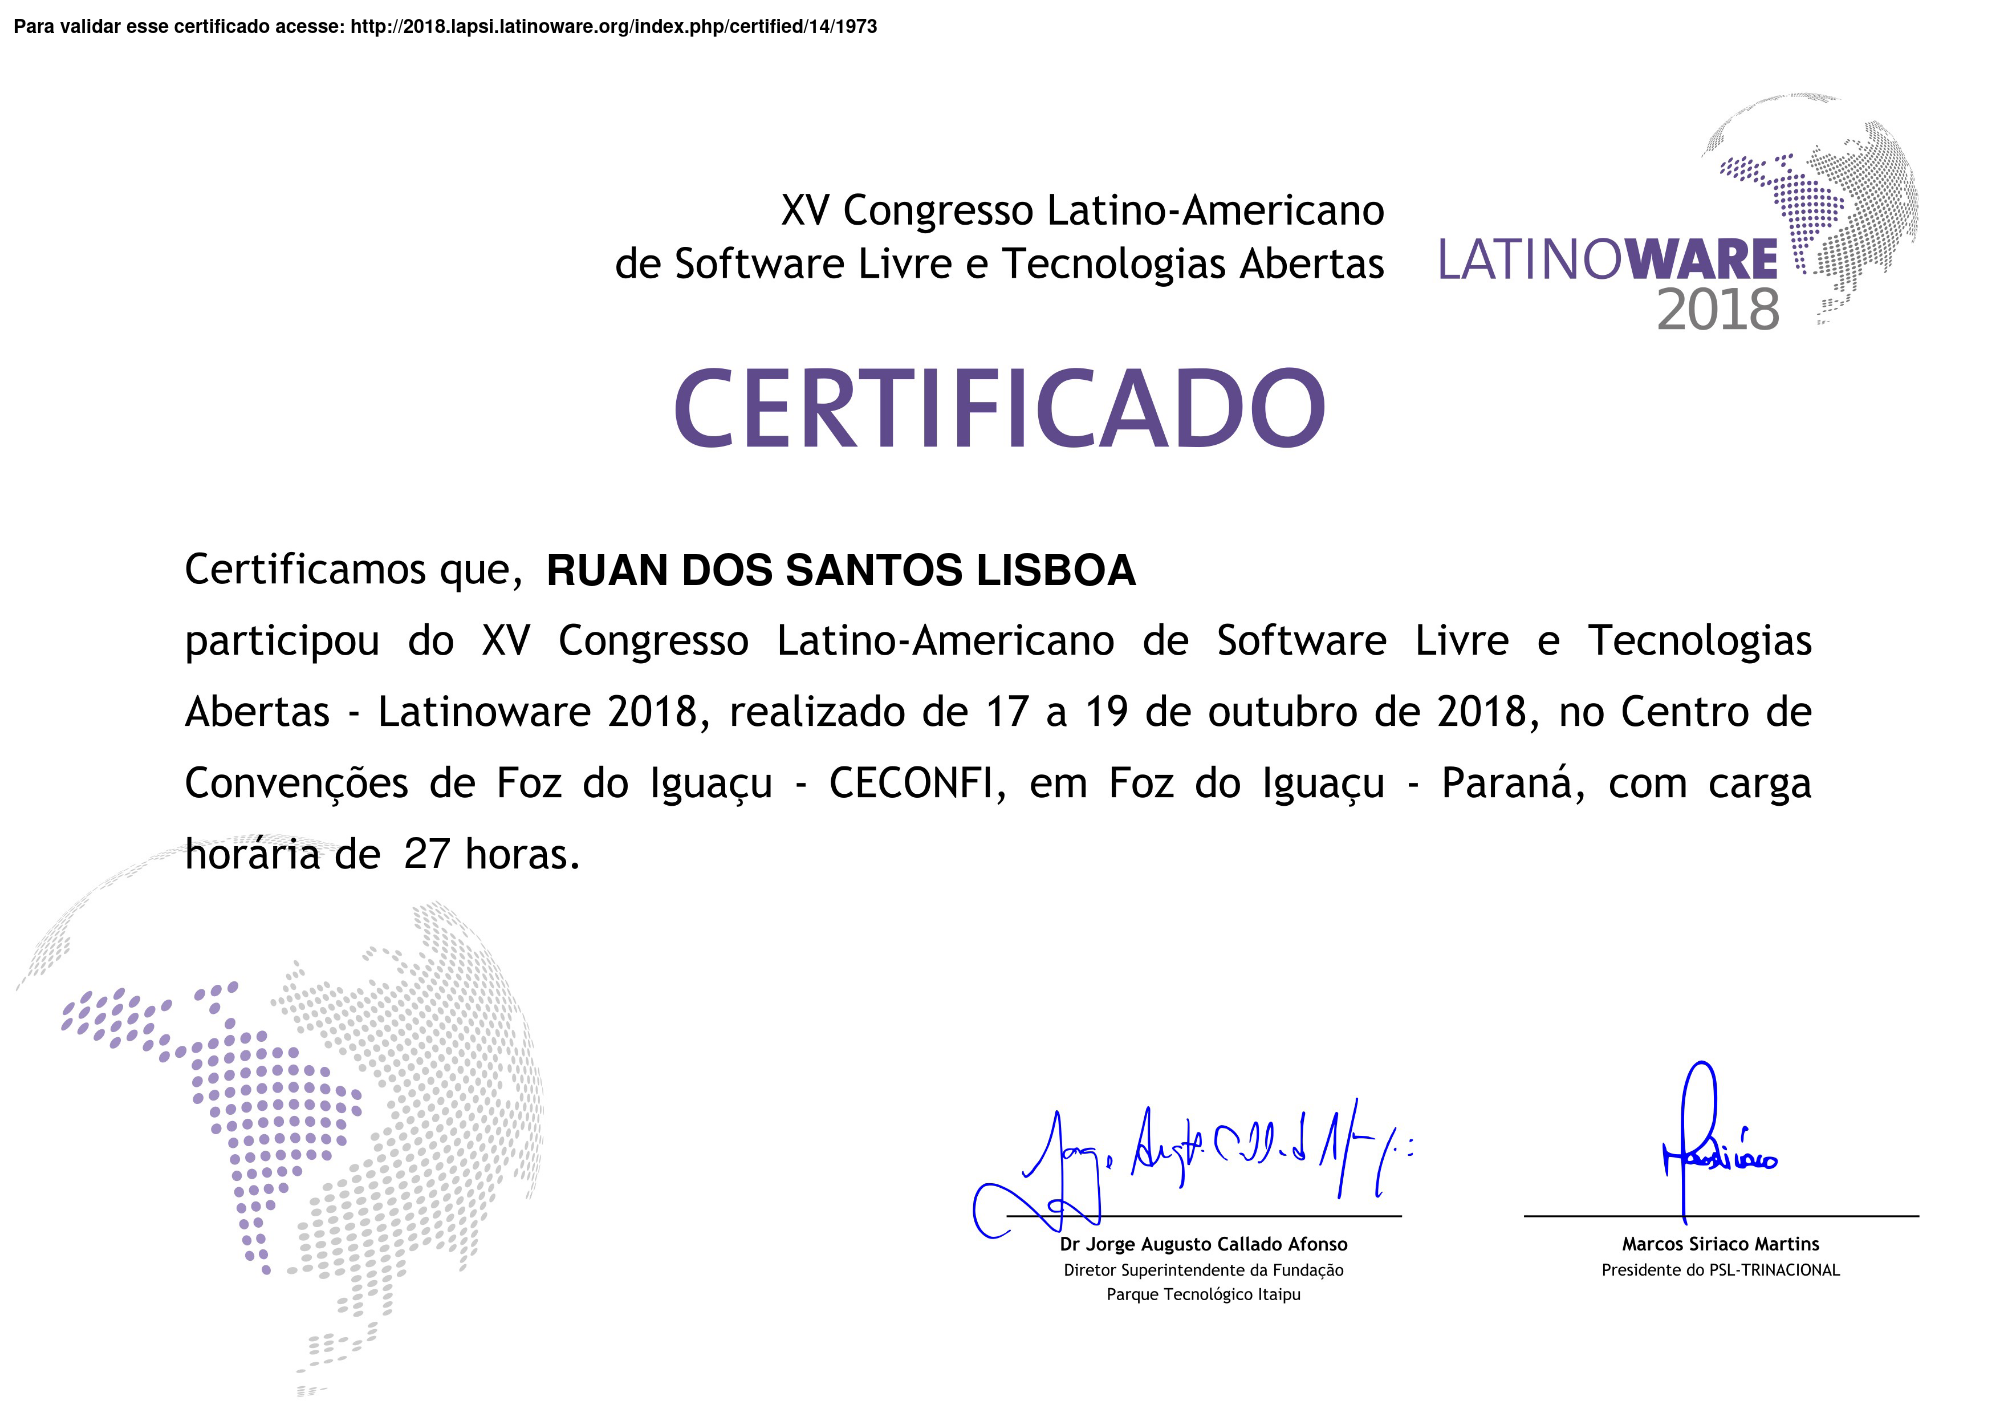 Para validar esse certificado acesse: http://2018.lapsi.latinoware.org/index.php/certified/14/1973
XV Congresso Latino-Americano
de Software Livre e Tecnologias Abertas
LATINOWARE
2018
CERTIFICADO
Certificamos que, RUAN DOS SANTOS LISBOA
participou do XV Congresso Latino-Americano de Software Livre e Tecnologias
Abertas - Latinoware 2018, realizado de 17 a 19 de outubro de 2018, no Centro de
Convenções de Foz do Iguaçu - CECONFI, em Foz do Iguaçu - Paraná, com carga
horária de 27 horas.
Dr Jorge Augusto Callado Afonso
Diretor Superintendente da Fundação
Parque Tecnológico Itaipu
Marcos Siriaco Martins
Presidente do PSL-TRINACIONAL